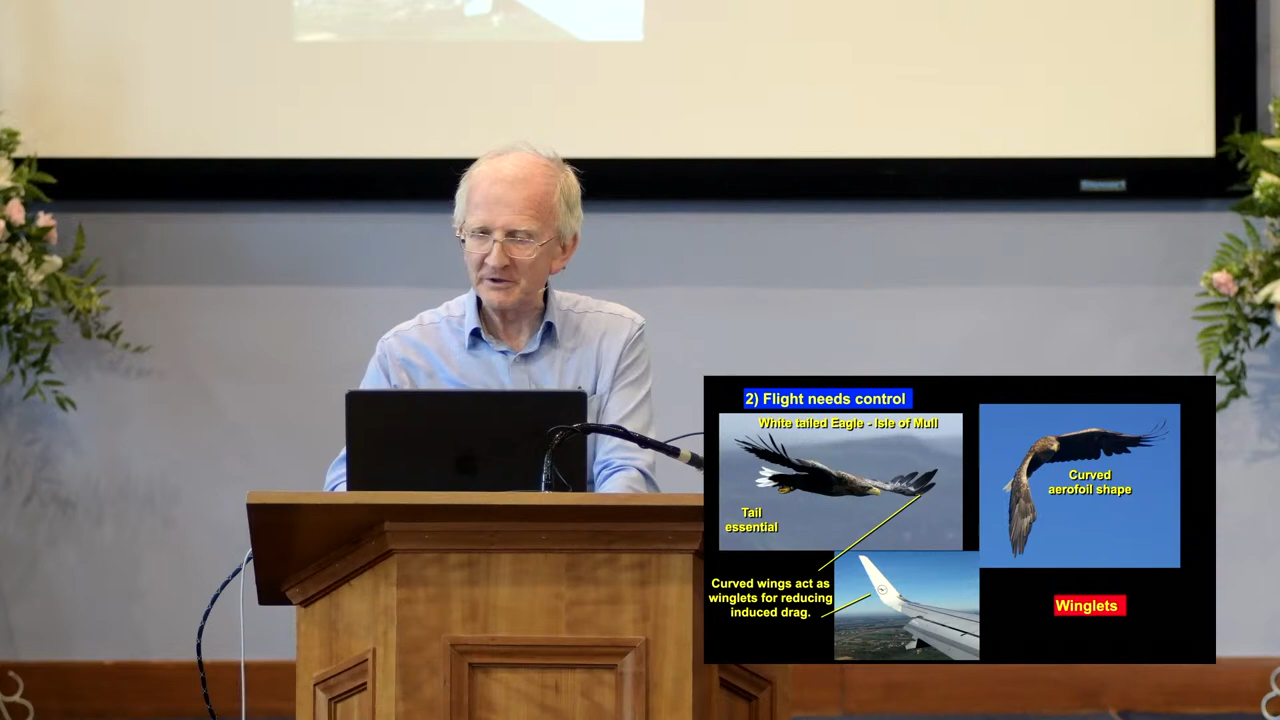 2) Flight needs control
White tailed Eagle - Isle of Mull
Tail
essential
Curved
aerofoil shape
Curved wings act as
winglets for reducing
induced drag.
Winglets